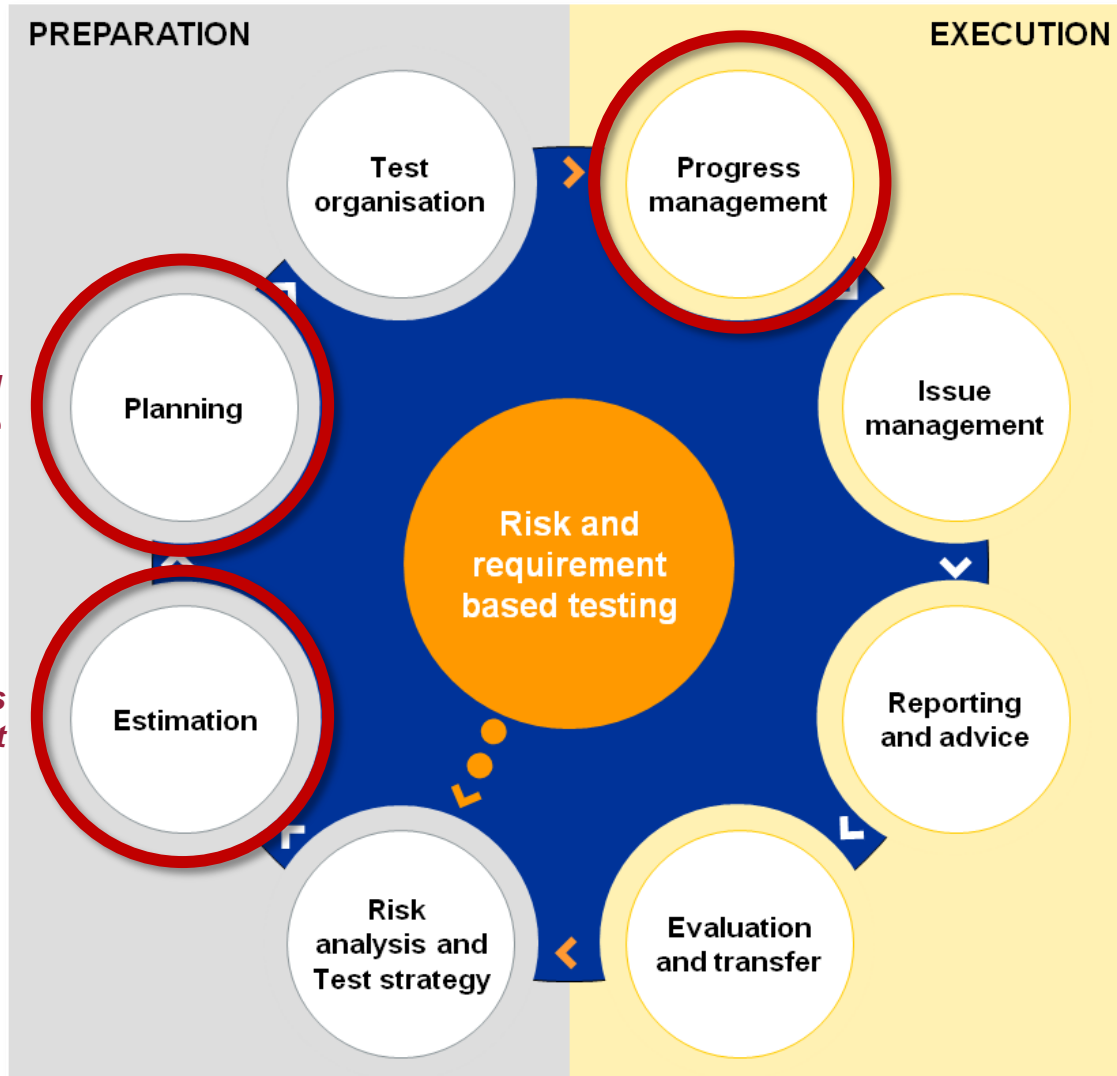 PREPARATION
EXECUTION
Test
organisation
Progress
management
Planning
Issue
management
Risk and
requirement
based testing
Estimation
Reporting
and advice
Risk
analysis and
Test strategy
Evaluation
and transfer